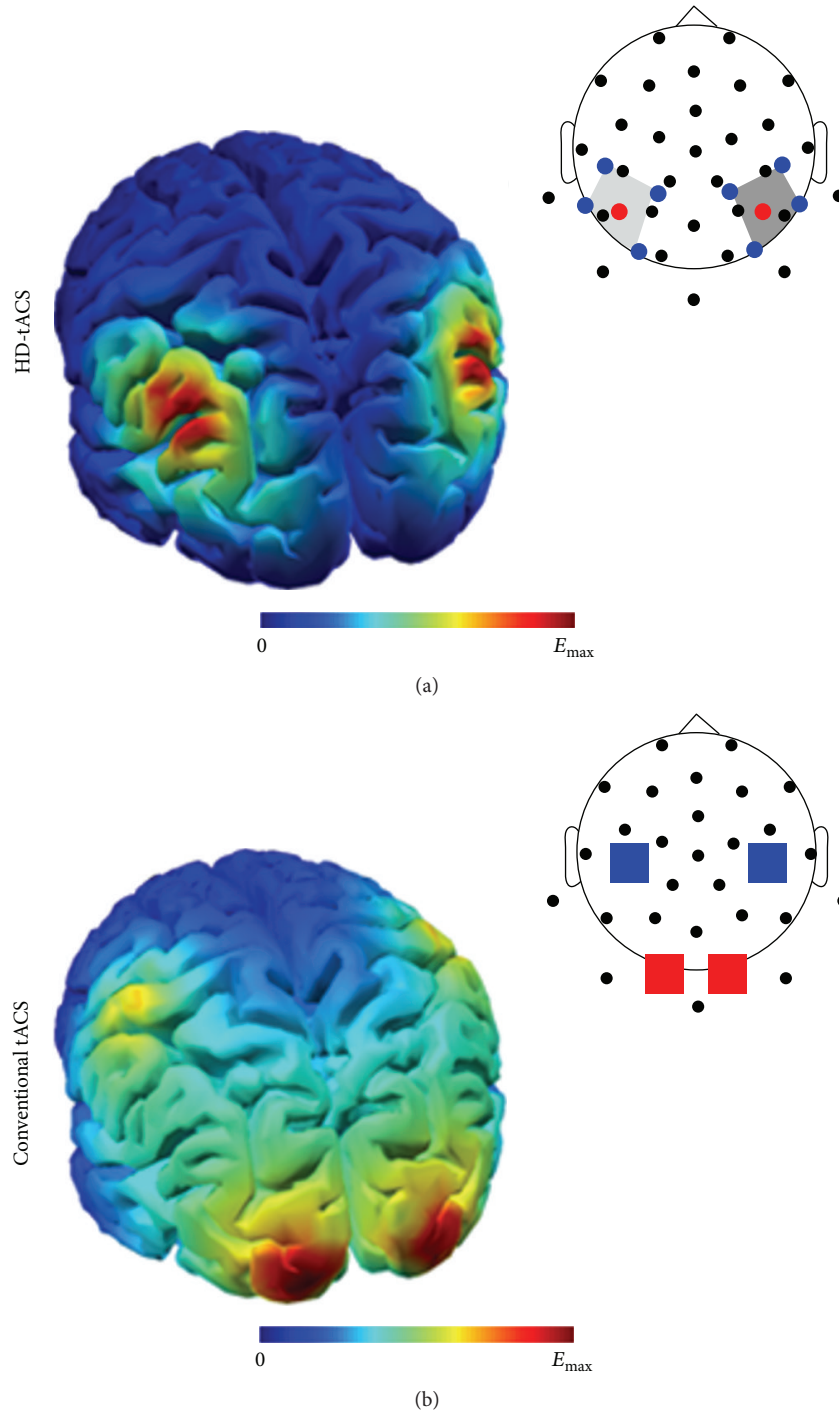 HD-tACS
0
E_max
(a)
Conventional tACS
0
E_max
(b)